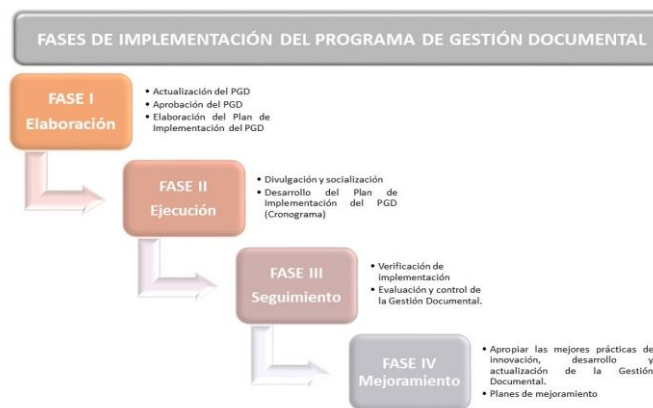 FASES DE IMPLEMENTACIÓN DEL PROGRAMA DE GESTIÓN DOCUMENTAL
FASE I
Elaboración
• Actualización del PGD
• Aprobación del PGD
• Elaboración del Plan de
Implementación del PGD
FASE II
Ejecución
• Divulgación y socialización
• Desarrollo del Plan de
Implementación del PGD
(Cronograma)
FASE III
Seguimiento
• Verificación de
implementación
• Evaluación y control de
la Gestión Documental.
FASE IV
Mejoramiento
• Apropiar las mejores prácticas de
innovación, desarrollo y
actualización de la Gestión
Documental.
• Planes de mejoramiento